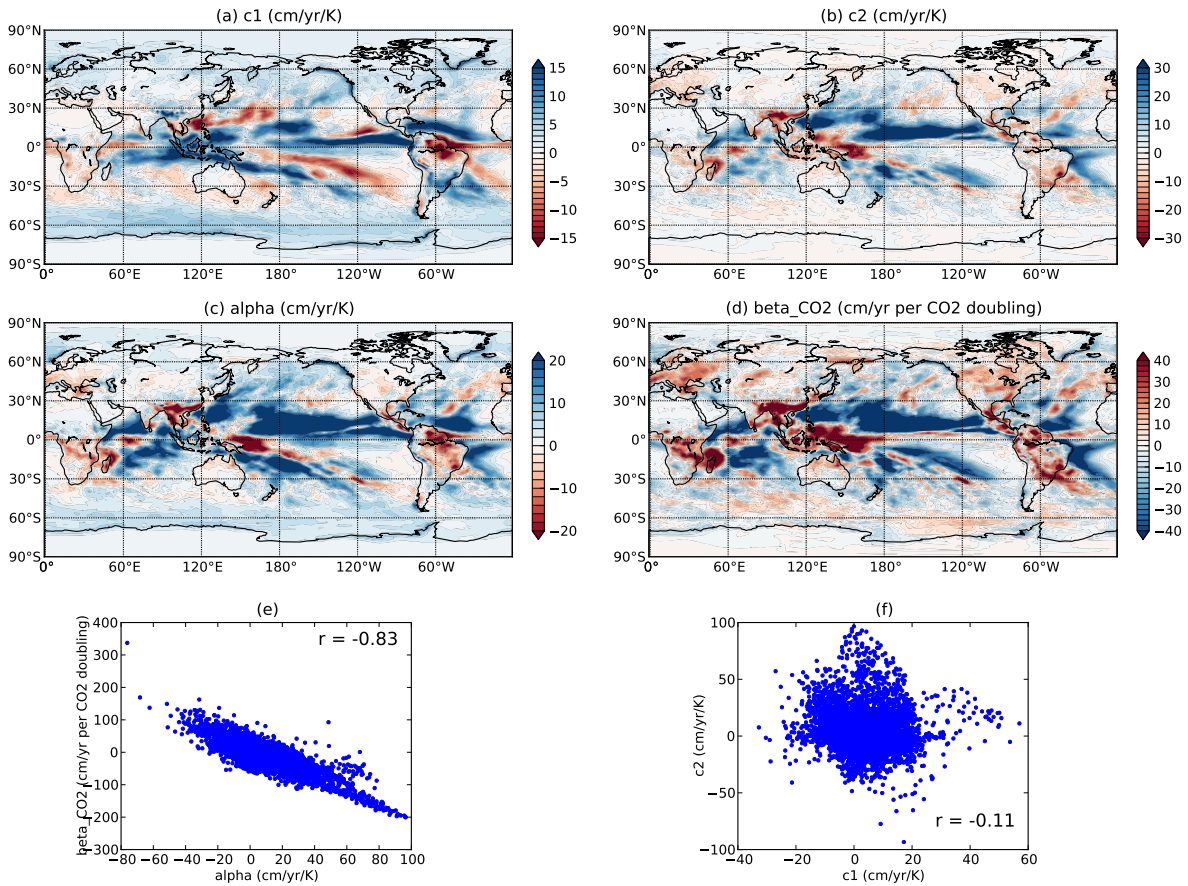 (a) c1 (cm/yr/K)
90°N
60°N
30°N
0°
30°S
60°S
90°S
0° 60°E 120°E 180° 120°W 60°W
15
10
5
0
−5
−10
−15
(b) c2 (cm/yr/K)
90°N
60°N
30°N
0°
30°S
60°S
90°S
0° 60°E 120°E 180° 120°W 60°W
30
20
10
0
−10
−20
−30
(c) alpha (cm/yr/K)
90°N
60°N
30°N
0°
30°S
60°S
90°S
0° 60°E 120°E 180° 120°W 60°W
20
10
0
−10
−20
(d) beta_CO2 (cm/yr per CO2 doubling)
90°N
60°N
30°N
0°
30°S
60°S
90°S
0° 60°E 120°E 180° 120°W 60°W
40
30
20
10
0
−10
−20
−30
−40
(e)
r = -0.83
beta_CO2 (cm/yr per CO2 doubling)
400
300
200
100
0
−100
−200
−300
−80 −60 −40 −20 0 20 40 60 80 100
alpha (cm/yr/K)
(f)
r = -0.11
c2 (cm/yr/K)
100
50
0
−50
−100
−40 −20 0 20 40 60
c1 (cm/yr/K)